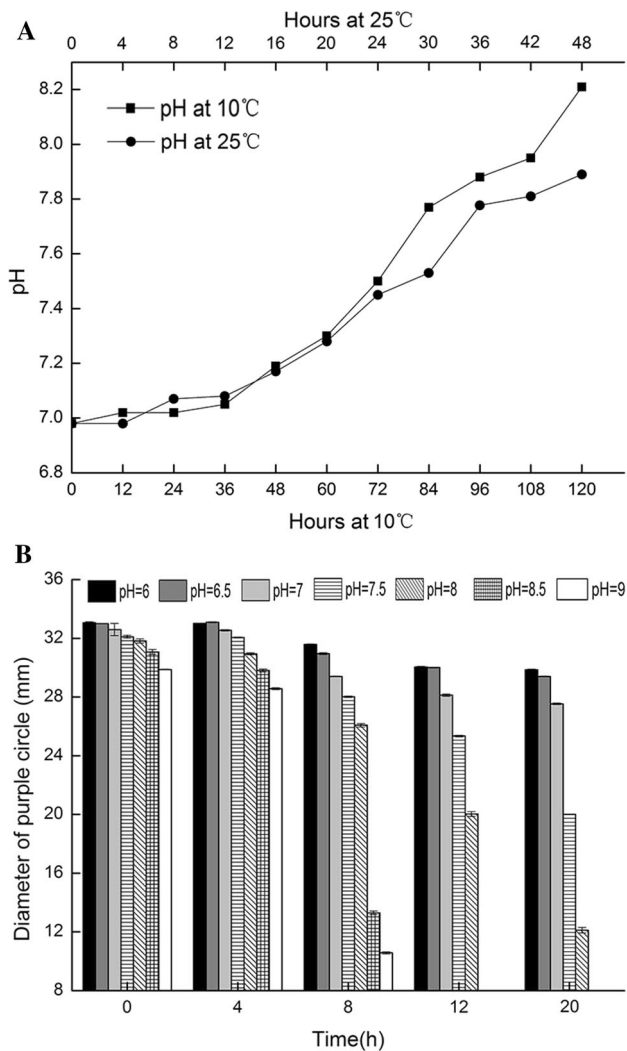 A
Hours at 25℃
0 4 8 12 16 20 24 30 36 42 48
8.2
8.0
7.8
7.6
7.4
7.2
7.0
6.8
pH
pH at 10℃
pH at 25℃
0 12 24 36 48 60 72 84 96 108 120
Hours at 10℃
B
36
32
28
24
20
16
12
8
Diameter of purple circle (mm)
pH=6 pH=6.5 pH=7 pH=7.5 pH=8 pH=8.5 pH=9
0 4 8 12 20
Time(h)